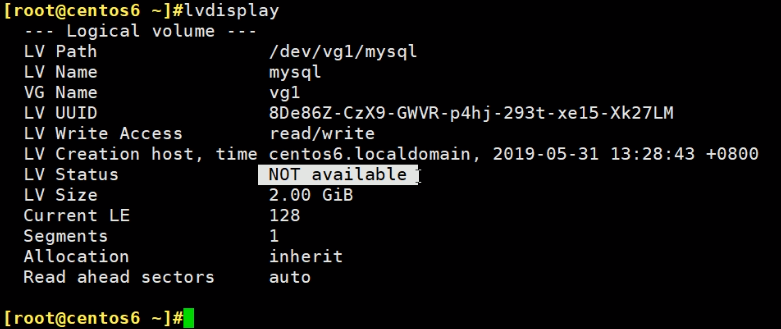 [root@centos6 ~]#lvdisplay
--- Logical volume ---
LV Path /dev/vg1/mysql
LV Name mysql
VG Name vg1
LV UUID 8De86Z-CzX9-GWVR-p4hj-293t-xe15-Xk27LM
LV Write Access read/write
LV Creation host, time centos6.localdomain, 2019-05-31 13:28:43 +0800
LV Status NOT available
LV Size 2.00 GiB
Current LE 128
Segments 1
Allocation inherit
Read ahead sectors auto
[root@centos6 ~]#